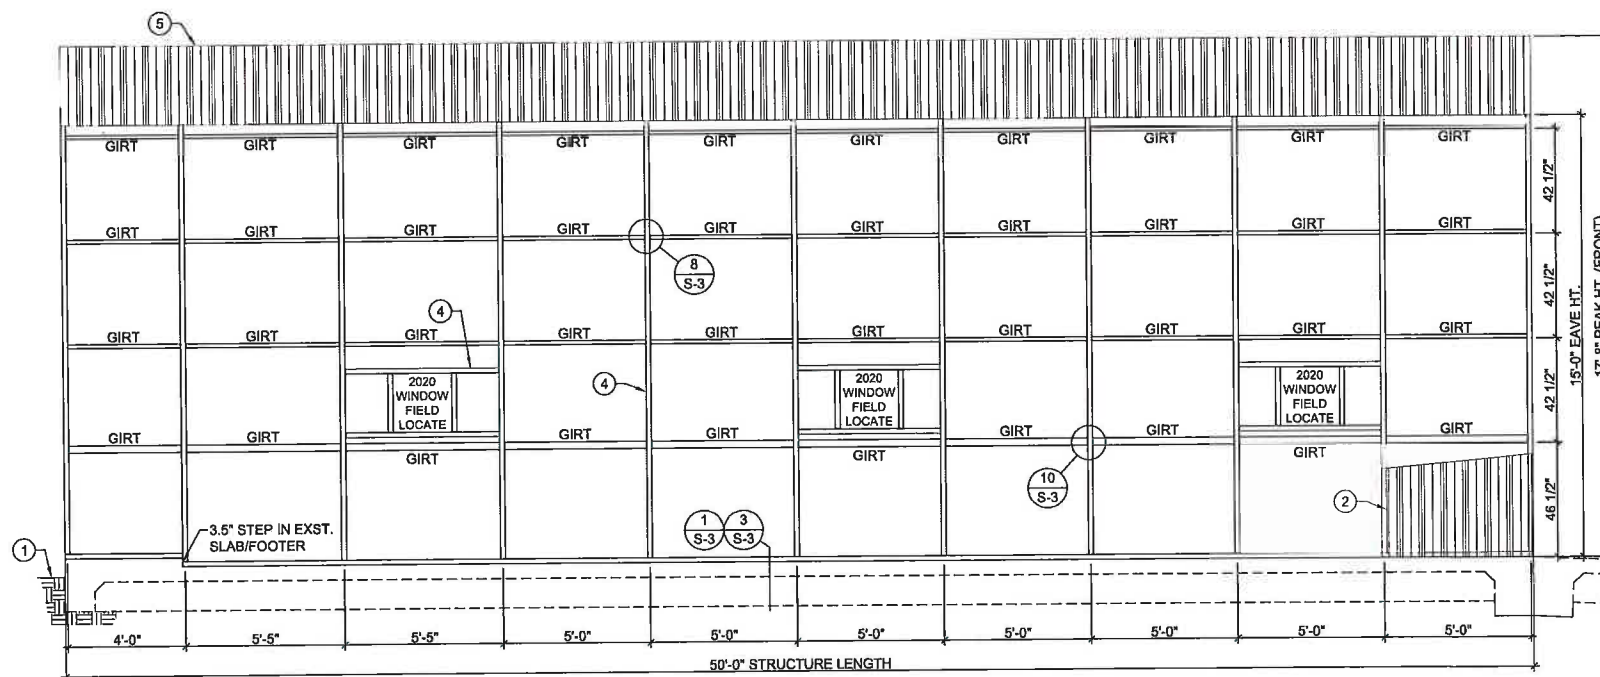 5
GIRT GIRT GIRT GIRT GIRT GIRT GIRT GIRT GIRT GIRT
42 1/2"
GIRT GIRT GIRT GIRT GIRT GIRT GIRT GIRT GIRT GIRT
8
S-3
42 1/2"
15'-0" EAVE HT.
17'-8" PEAK HT. (FRONT)
4
GIRT GIRT GIRT GIRT GIRT GIRT GIRT GIRT GIRT GIRT
4
2020
WINDOW
FIELD
LOCATE
2020
WINDOW
FIELD
LOCATE
2020
WINDOW
FIELD
LOCATE
42 1/2"
GIRT GIRT GIRT GIRT GIRT GIRT GIRT
GIRT GIRT GIRT
10
S-3
2
46 1/2"
3.5" STEP IN EXST.
SLAB/FOOTER
1
S-3
3
S-3
1
4'-0" 5'-5" 5'-5" 5'-0" 5'-0" 5'-0" 5'-0" 5'-0" 5'-0" 5'-0"
50'-0" STRUCTURE LENGTH